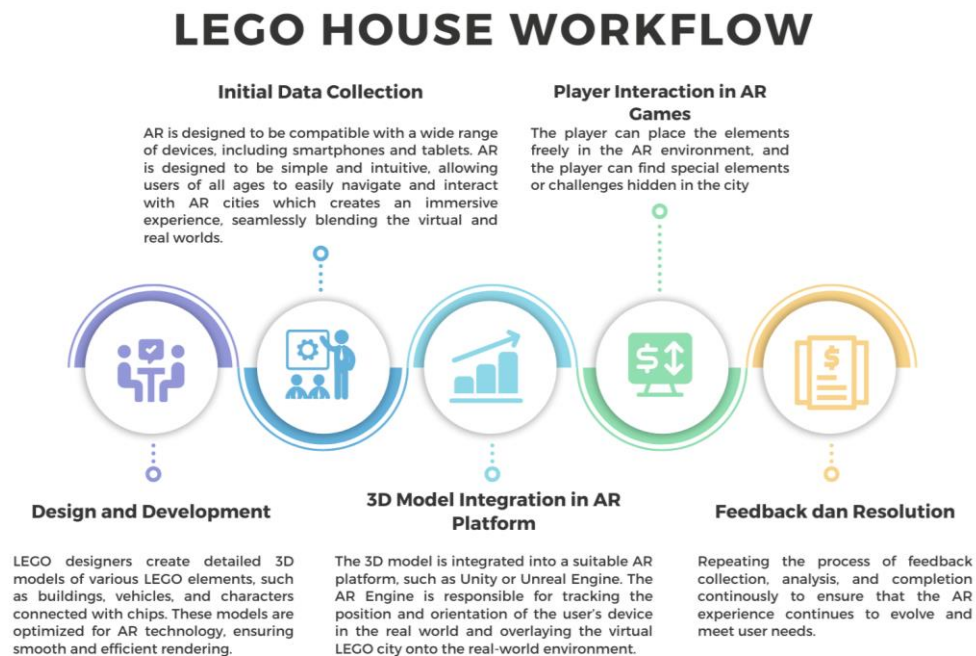 LEGO HOUSE WORKFLOW
Initial Data Collection
AR is designed to be compatible with a wide range
of devices, including smartphones and tablets. AR
is designed to be simple and intuitive, allowing
users of all ages to easily navigate and interact
with AR cities which creates an immersive
experience, seamlessly blending the virtual and
real worlds.
Player Interaction in AR
Games
The player can place the elements
freely in the AR environment, and
the player can find special elements
or challenges hidden in the city
$
$
Design and Development
LEGO designers create detailed 3D
models of various LEGO elements, such
as buildings, vehicles, and characters
connected with chips. These models are
optimized for AR technology, ensuring
smooth and efficient rendering.
3D Model Integration in AR
Platform
The 3D model is integrated into a suitable AR
platform, such as Unity or Unreal Engine. The
AR Engine is responsible for tracking the
position and orientation of the user's device
in the real world and overlaying the virtual
LEGO city onto the real-world environment.
Feedback dan Resolution
Repeating the process of feedback
collection, analysis, and completion
continously to ensure that the AR
experience continues to evolve and
meet user needs.